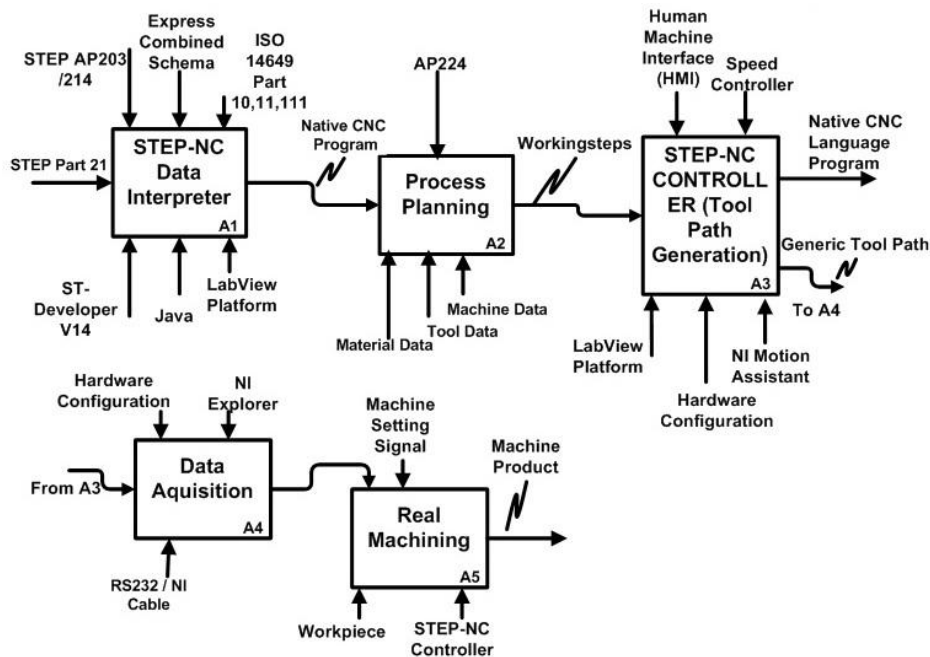 STEP AP203
/214
Express
Combined
Schema
ISO
14649
Part
10,11,111
STEP Part 21
STEP-NC
Data
Interpreter
A1
ST-
Developer
V14
Java
LabView
Platform
Native CNC
Program
AP224
Process
Planning
A2
Material Data
Tool Data
Machine Data
Workingsteps
Human
Machine
Interface
(HMI)
Speed
Controller
STEP-NC
CONTROLL
ER (Tool
Path
Generation)
A3
Native CNC
Language
Program
Generic Tool Path
To A4
LabView
Platform
Hardware
Configuration
NI Motion
Assistant
Hardware
Configuration
NI
Explorer
From A3
Data
Aquisition
A4
RS232 / NI
Cable
Machine
Setting
Signal
Real
Machining
A5
Machine
Product
Workpiece
STEP-NC
Controller